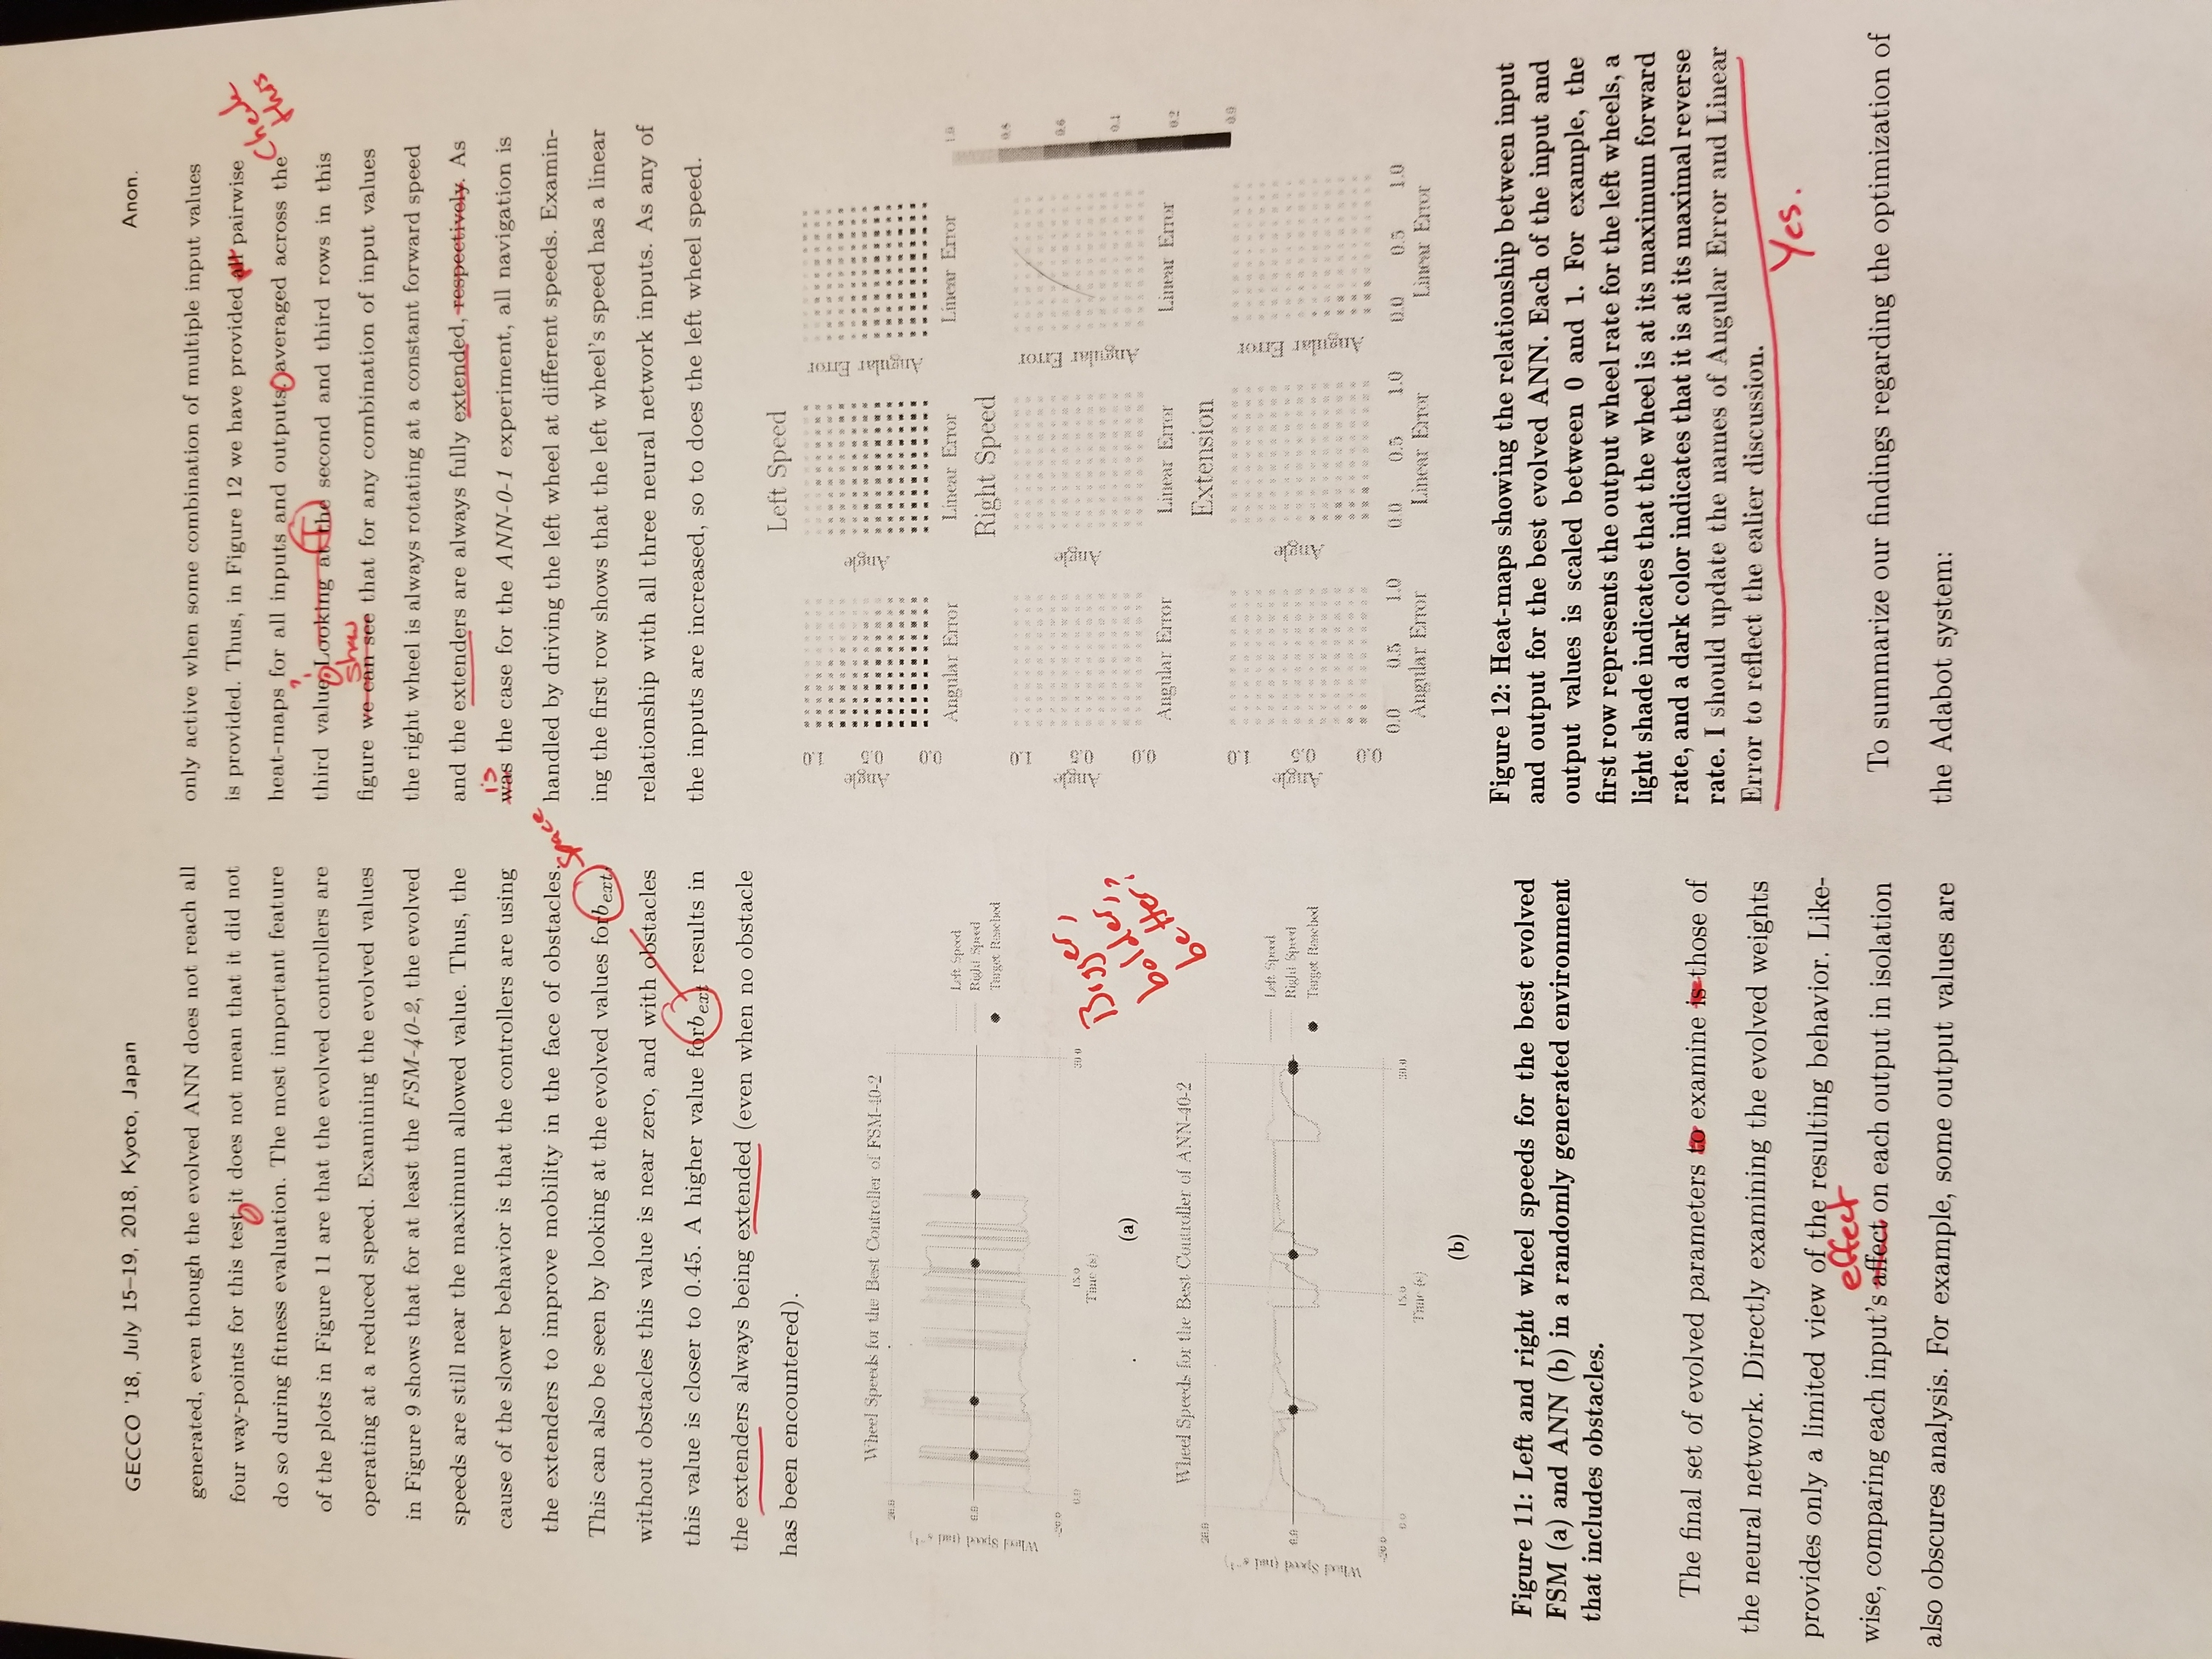 GECCO '18, July 15–19, 2018, Kyoto, Japan
Anon.
generated, even though the evolved ANN does not reach all
four way-points for this test, it does not mean that it did not
do so during fitness evaluation. The most important feature
of the plots in Figure 11 are that the evolved controllers are
operating at a reduced speed. Examining the evolved values
in Figure 9 shows that for at least the FSM-40-2, the evolved
speeds are still near the maximum allowed value. Thus, the
cause of the slower behavior is that the controllers are using
the extenders to improve mobility in the face of obstacles.
space
This can also be seen by looking at the evolved values forb_ext,
without obstacles this value is near zero, and with obstacles
this value is closer to 0.45. A higher value forb_ext results in
the extenders always being extended (even when no obstacle
has been encountered).
Wheel Speeds for the Best Controller of FSM-40-2
Wheel Speed (rad s⁻¹)
20.0
0.0
-20.0
0.0 15.0 30.0
Time (s)
Left Speed
Right Speed
Target Reached
(a)
Bigger,
bolder,
better?
Wheel Speeds for the Best Controller of ANN-40-2
Wheel Speed (rad s⁻¹)
20.0
0.0
-20.0
0.0 15.0 30.0
Time (s)
Left Speed
Right Speed
Target Reached
(b)
Figure 11: Left and right wheel speeds for the best evolved
FSM (a) and ANN (b) in a randomly generated environment
that includes obstacles.
The final set of evolved parameters to examine is those of
the neural network. Directly examining the evolved weights
provides only a limited view of the resulting behavior. Like-
effect
wise, comparing each input's affect on each output in isolation
also obscures analysis. For example, some output values are
only active when some combination of multiple input values
is provided. Thus, in Figure 12 we have provided all pairwise
Check
this
heat-maps for all inputs and outputs, averaged across the
?
T
third value. Looking at the second and third rows in this
show
figure we can see that for any combination of input values
the right wheel is always rotating at a constant forward speed
and the extenders are always fully extended, respectively. As
is
was the case for the ANN-0-1 experiment, all navigation is
handled by driving the left wheel at different speeds. Examin-
ing the first row shows that the left wheel's speed has a linear
relationship with all three neural network inputs. As any of
the inputs are increased, so to does the left wheel speed.
Left Speed
Angle 0.0 0.5 1.0
Angle
Angular Error
Angular Error Linear Error Linear Error
Right Speed
Angle 0.0 0.5 1.0
Angle
Angular Error
Angular Error Linear Error Linear Error
Extension
Angle 0.0 0.5 1.0
Angle
Angular Error
0.0 0.5 1.0 0.0 0.5 1.0 0.0 0.5 1.0
Angular Error Linear Error Linear Error
1.0
0.8
0.6
0.4
0.2
0.0
Figure 12: Heat-maps showing the relationship between input
and output for the best evolved ANN. Each of the input and
output values is scaled between 0 and 1. For example, the
first row represents the output wheel rate for the left wheels, a
light shade indicates that the wheel is at its maximum forward
rate, and a dark color indicates that it is at its maximal reverse
rate. I should update the names of Angular Error and Linear
Error to reflect the ealier discussion.
Yes.
To summarize our findings regarding the optimization of
the Adabot system: